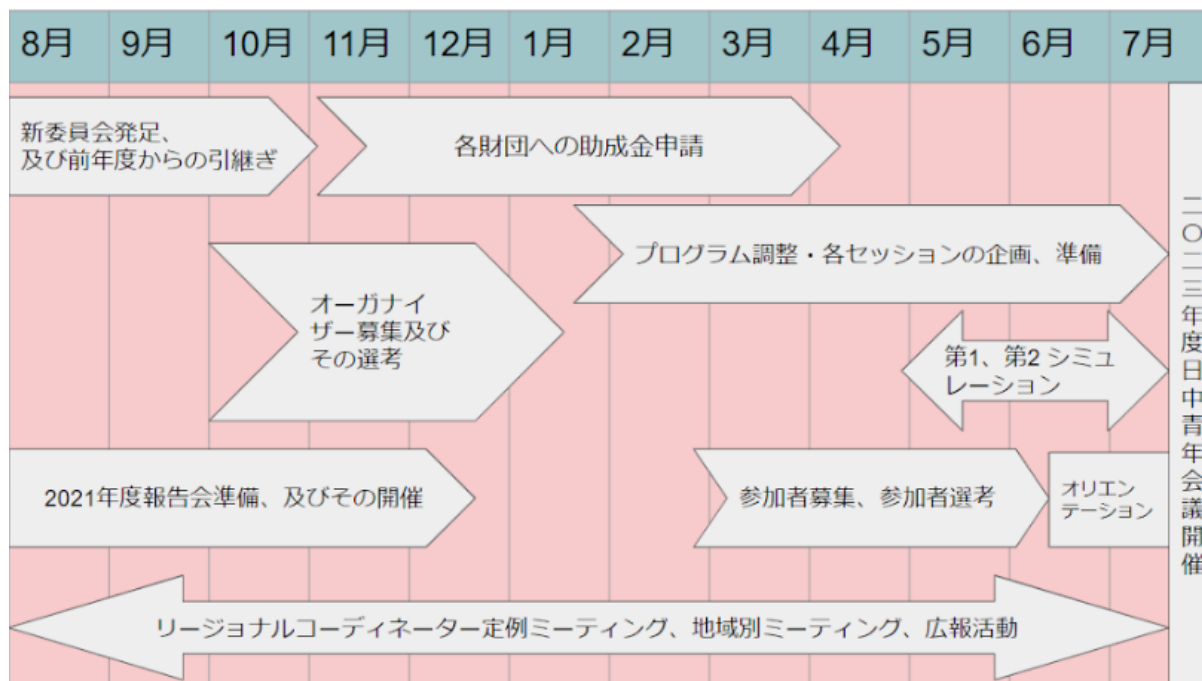 8月 9月 10月 11月 12月 1月 2月 3月 4月 5月 6月 7月
新委員会発足、
及び前年度からの引継ぎ
各財団への助成金申請
プログラム調整・各セッションの企画、準備
オーガナイ
ザー募集及び
その選考
第1、第2 シミュ
レーション
2021年度報告会準備、及びその開催
参加者募集、参加者選考
オリエン
テーション
リージョナルコーディネーター定例ミーティング、地域別ミーティング、広報活動
二〇二三年度日中青年会議開催